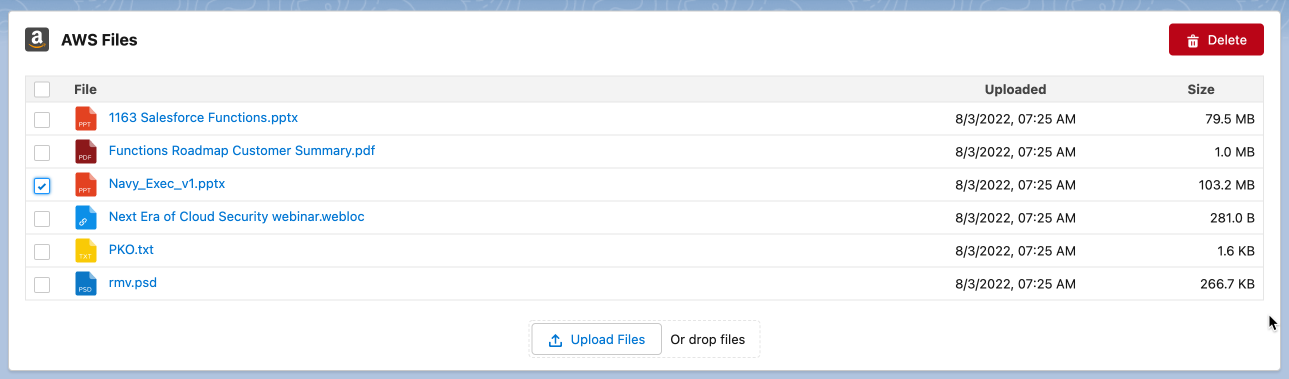 a AWS Files Delete
File Uploaded Size
PPT 1163 Salesforce Functions.pptx 8/3/2022, 07:25 AM 79.5 MB
PDF Functions Roadmap Customer Summary.pdf 8/3/2022, 07:25 AM 1.0 MB
PPT Navy_Exec_v1.pptx 8/3/2022, 07:25 AM 103.2 MB
Next Era of Cloud Security webinar.webloc 8/3/2022, 07:25 AM 281.0 B
TXT PKO.txt 8/3/2022, 07:25 AM 1.6 KB
PSD rmv.psd 8/3/2022, 07:25 AM 266.7 KB
Upload Files Or drop files